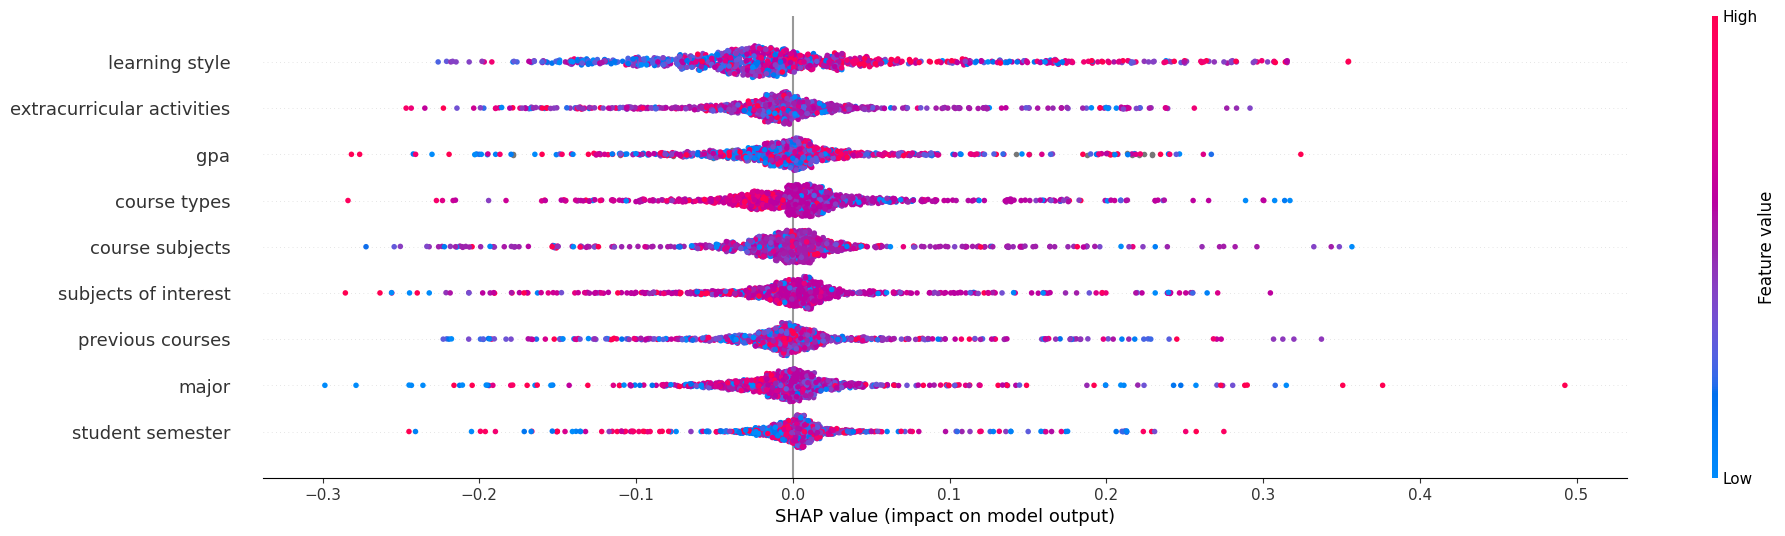 High
learning style
extracurricular activities
gpa
course types
course subjects
subjects of interest
previous courses
major
student semester
Feature value
Low
−0.3 −0.2 −0.1 0.0 0.1 0.2 0.3 0.4 0.5
SHAP value (impact on model output)